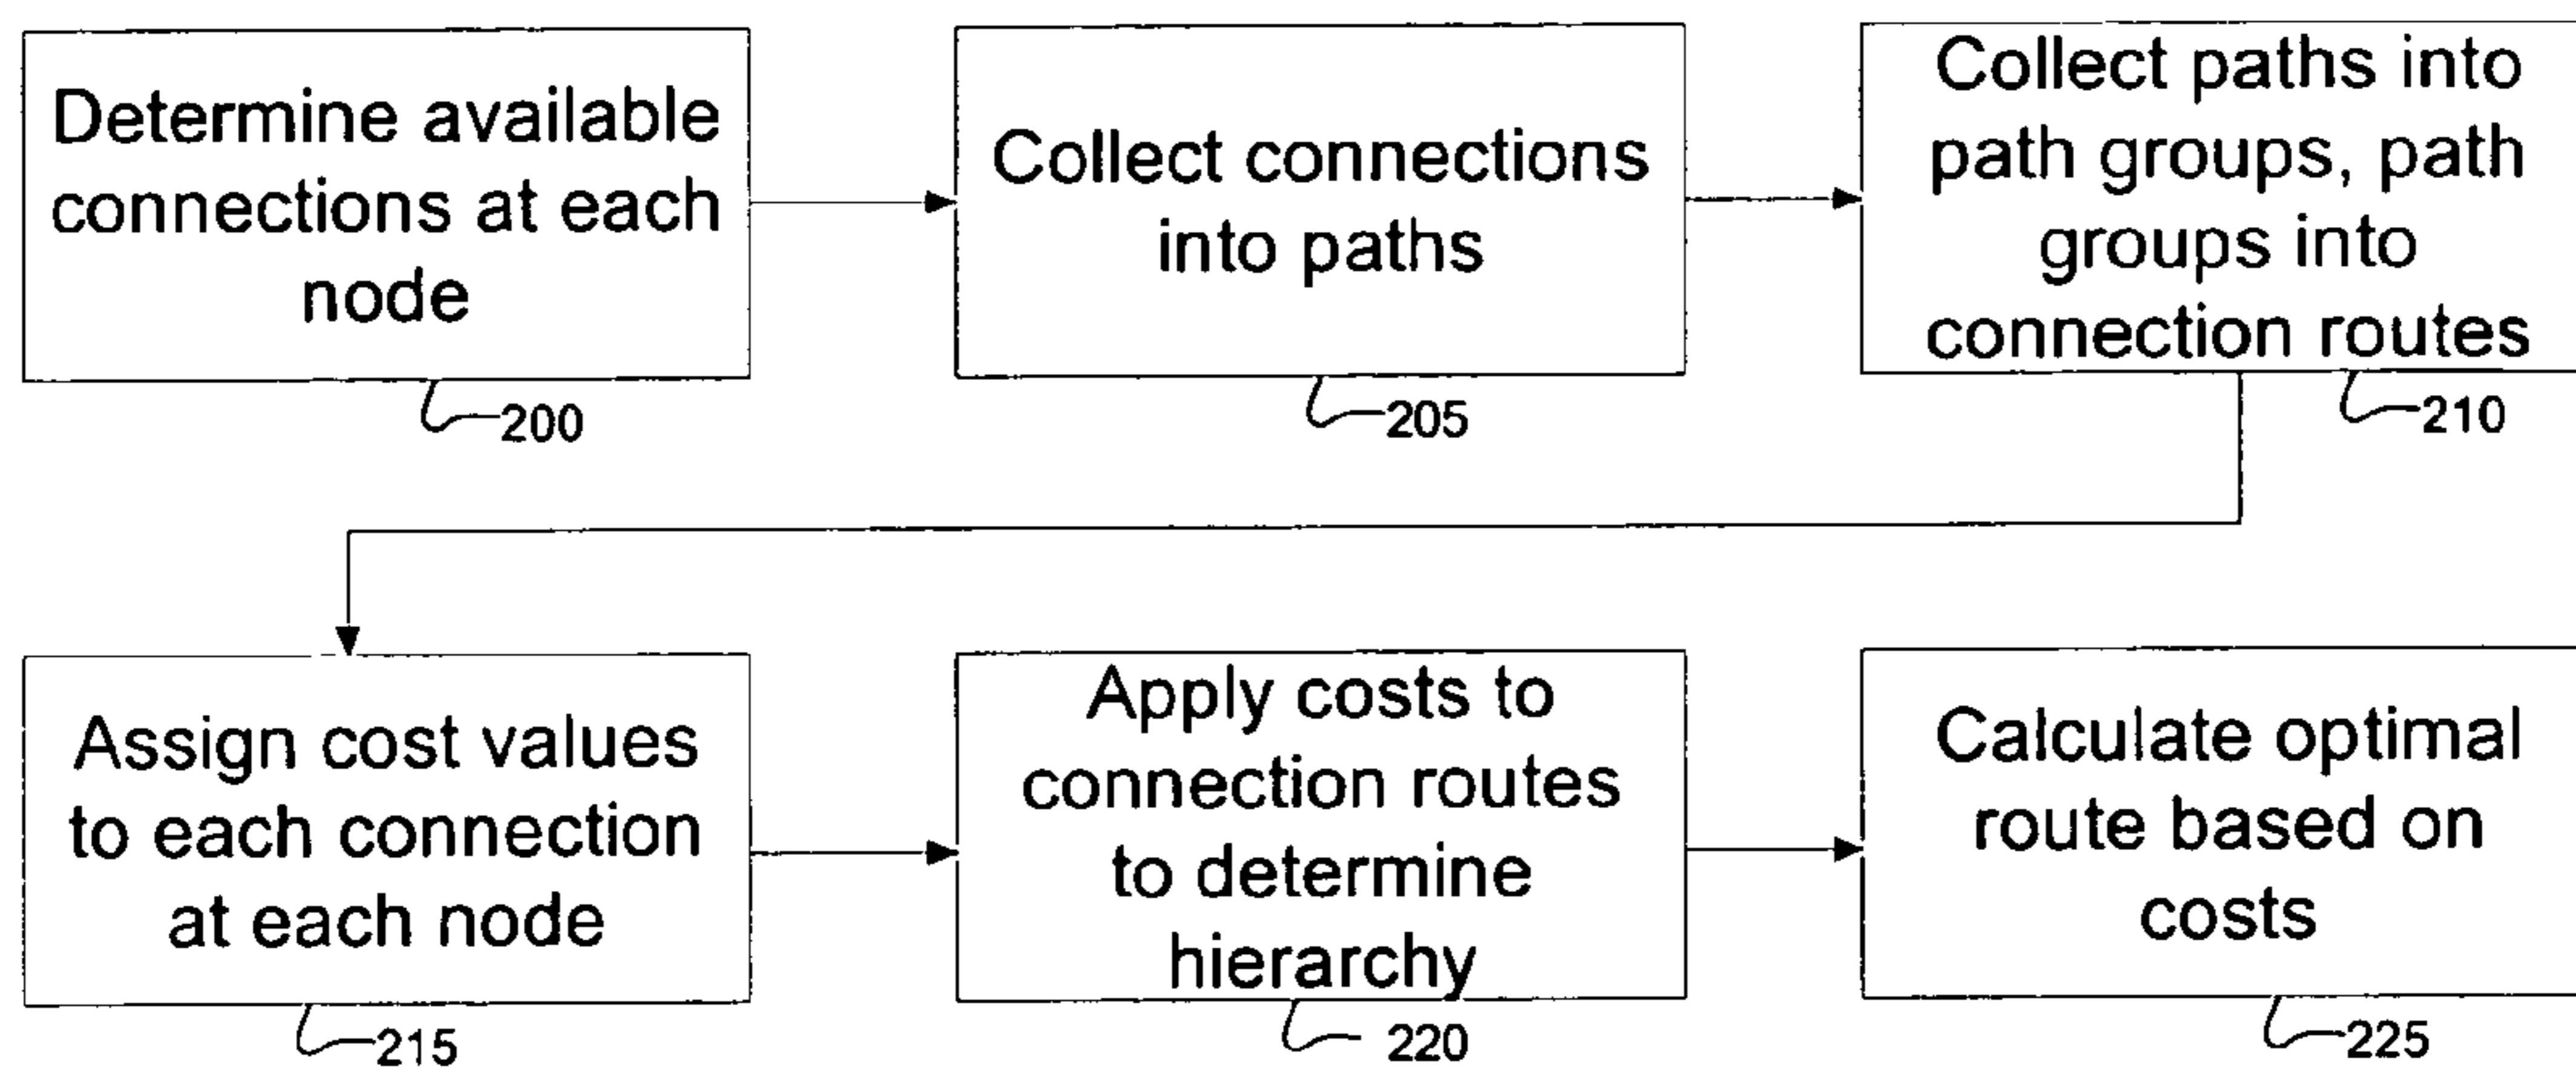 Determine available
connections at each
node
200
Collect connections
into paths
205
Collect paths into
path groups, path
groups into
connection routes
210
Assign cost values
to each connection
at each node
215
Apply costs to
connection routes
to determine
hierarchy
220
Calculate optimal
route based on
costs
225